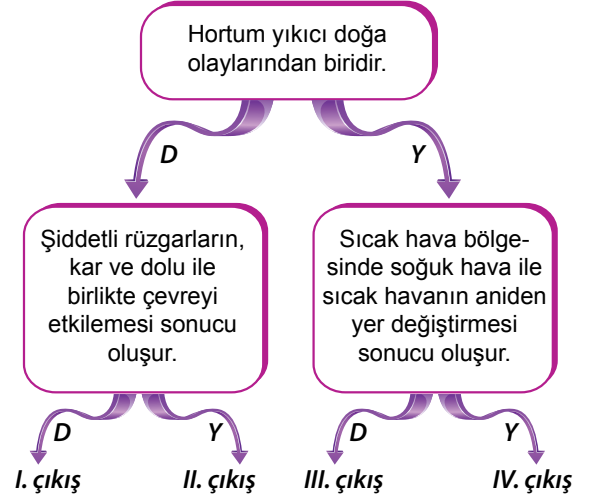 Hortum yıkıcı doğa
olaylarından biridir.
D
Y
Şiddetli rüzgarların,
kar ve dolu ile
birlikte çevreyi
etkilemesi sonucu
oluşur.
Sıcak hava bölge-
sinde soğuk hava ile
sıcak havanın aniden
yer değiştirmesi
sonucu oluşur.
D
Y
D
Y
I. çıkış
II. çıkış
III. çıkış
IV. çıkış